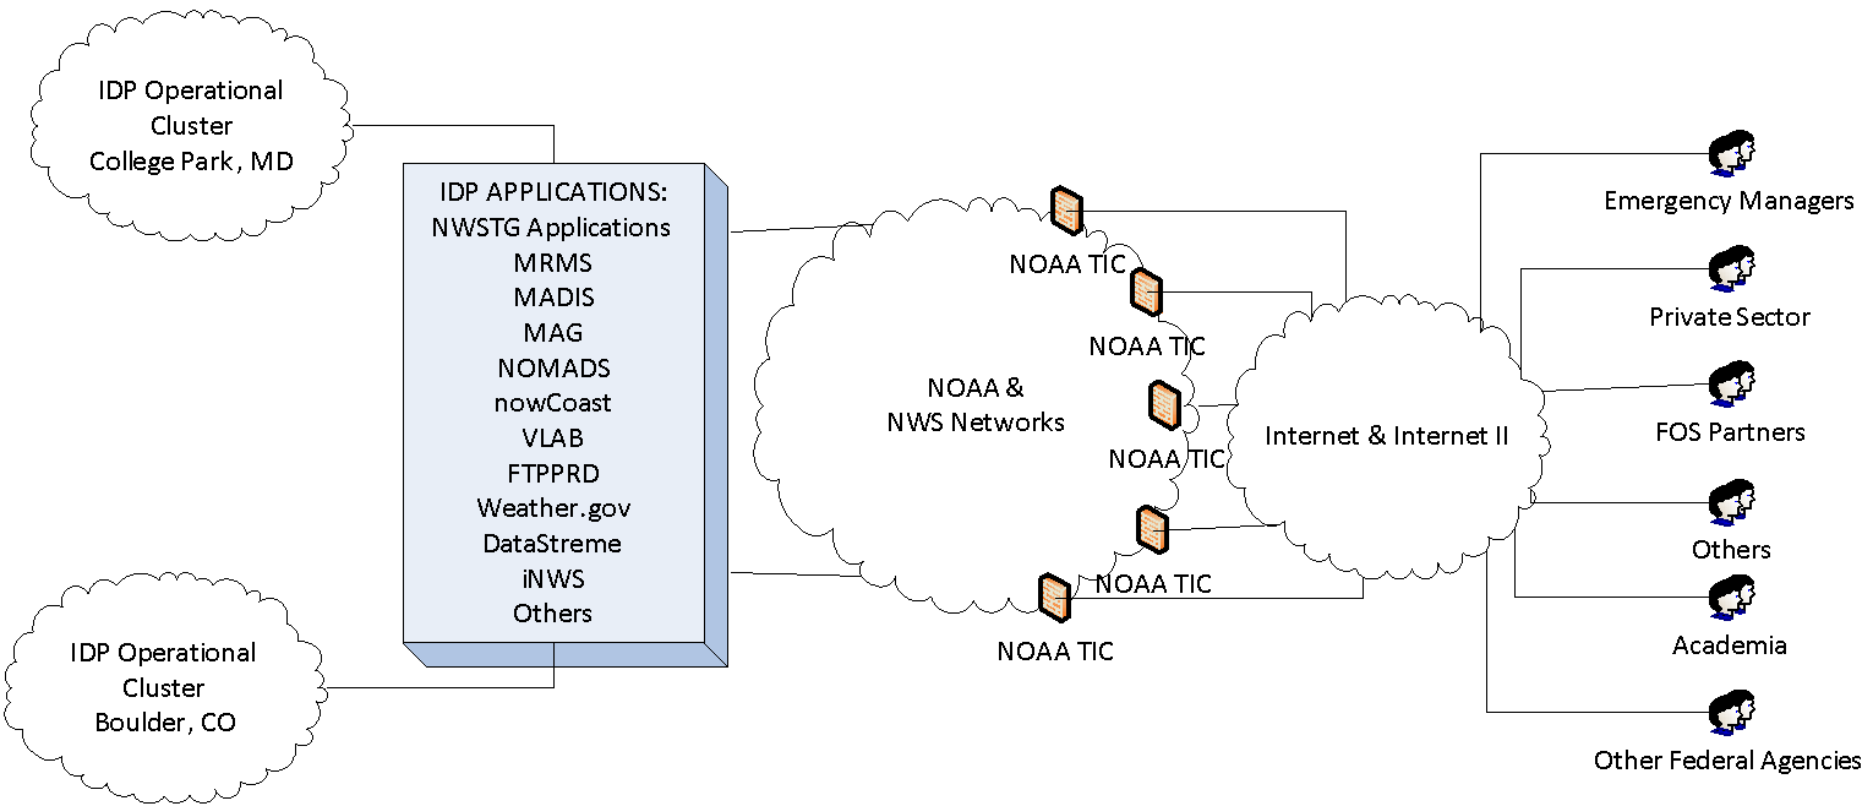 IDP Operational
Cluster
College Park, MD
IDP Operational
Cluster
Boulder, CO
IDP APPLICATIONS:
NWSTG Applications
MRMS
MADIS
MAG
NOMADS
nowCoast
VLAB
FTPPRD
Weather.gov
DataStreme
iNWS
Others
NOAA &
NWS Networks
NOAA TIC
NOAA TIC
NOAA TIC
NOAA TIC
NOAA TIC
Internet & Internet II
Emergency Managers
Private Sector
FOS Partners
Others
Academia
Other Federal Agencies